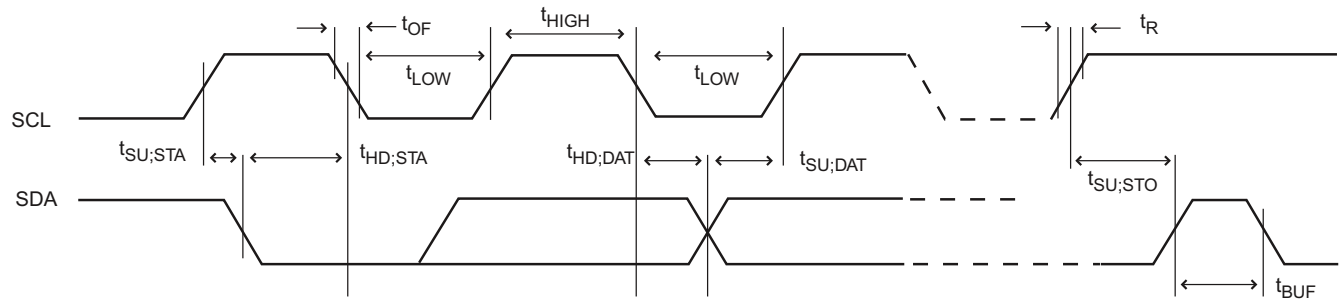 t_OF
t_HIGH
t_R
t_LOW
t_LOW
SCL
t_SU;STA
t_HD;STA
t_HD;DAT
t_SU;DAT
t_SU;STO
SDA
t_BUF